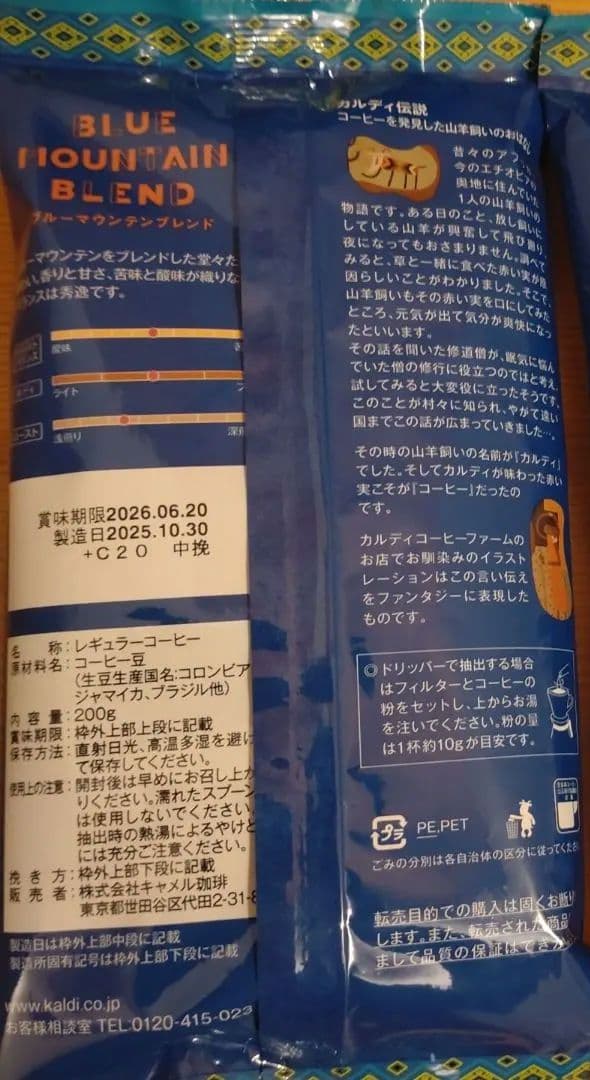 BLUE
MOUNTAIN
BLEND
ブルーマウンテンブレンド
ーマウンテンをブレンドした堂々た
香りと甘さ、苦味と酸味が織りな
ンスは秀逸です。
酸味
ライト
ースト
浅煎り
深煎
賞味期限2026.06.20
製造日2025.10.30
+C20 中挽
名 称:レギュラーコーヒー
原材料名:コーヒー豆
(生豆生産国名:コロンビア
ジャマイカ、ブラジル他)
内容量:200g
賞味期限:枠外上部上段に記載
保存方法:直射日光、高温多湿を避け
て保存してください。
使用上の注意:開封後は早めにお召し上が
りください。濡れたスプーン
は使用しないでください。
抽出時の熱湯によるやけど
には充分ご注意ください。
挽き方:枠外上部下段に記載
販売者:株式会社キャメル珈琲
東京都世田谷区代田2-31-8
製造日は枠外上部中段に記載
製造所固有記号は枠外上部下段に記載
www.kaldi.co.jp
お客様相談室 TEL:0120-415-023
カルディ伝説
コーヒーを発見した山羊飼いのおはなし
昔々のアフ
今のエチオピ
奥地に住んでいた
1人の山羊飼いの
物語です。ある日のこと、放し飼いに
している山羊が興奮して飛び廻り
夜になってもおさまりません。調べて
みると、草と一緒に食べた赤い実が原
因らしいことがわかりました。そこで、
山羊飼いもその赤い実を口にしてみた
ところ、元気が出て気分が爽快になっ
たといいます。
その話を聞いた修道僧が、眠気に悩ん
でいた僧の修行に役立つのではと考え、
試してみると大変役に立ったそうです。
このことが村々に知られ、やがて遠い
国までこの話が広まっていきました…。
その時の山羊飼いの名前が『カルディ』
でした。そしてカルディが味わった赤い
実こそが『コーヒー』だったの
です。
カルディコーヒーファームの
お店でお馴染みのイラスト
レーションはこの言い伝え
をファンタジーに表現した
ものです。
◎ドリッパーで抽出する場合
はフィルターとコーヒーの
粉をセットし、上からお湯
を注いでください。粉の量
は1杯約10gが目安です。
プラ PE,PET
ごみの分別は各自治体の区分に従ってくだ
転売目的での購入は固くお断り
します。また、転売された商品
まして品質の保証はでき